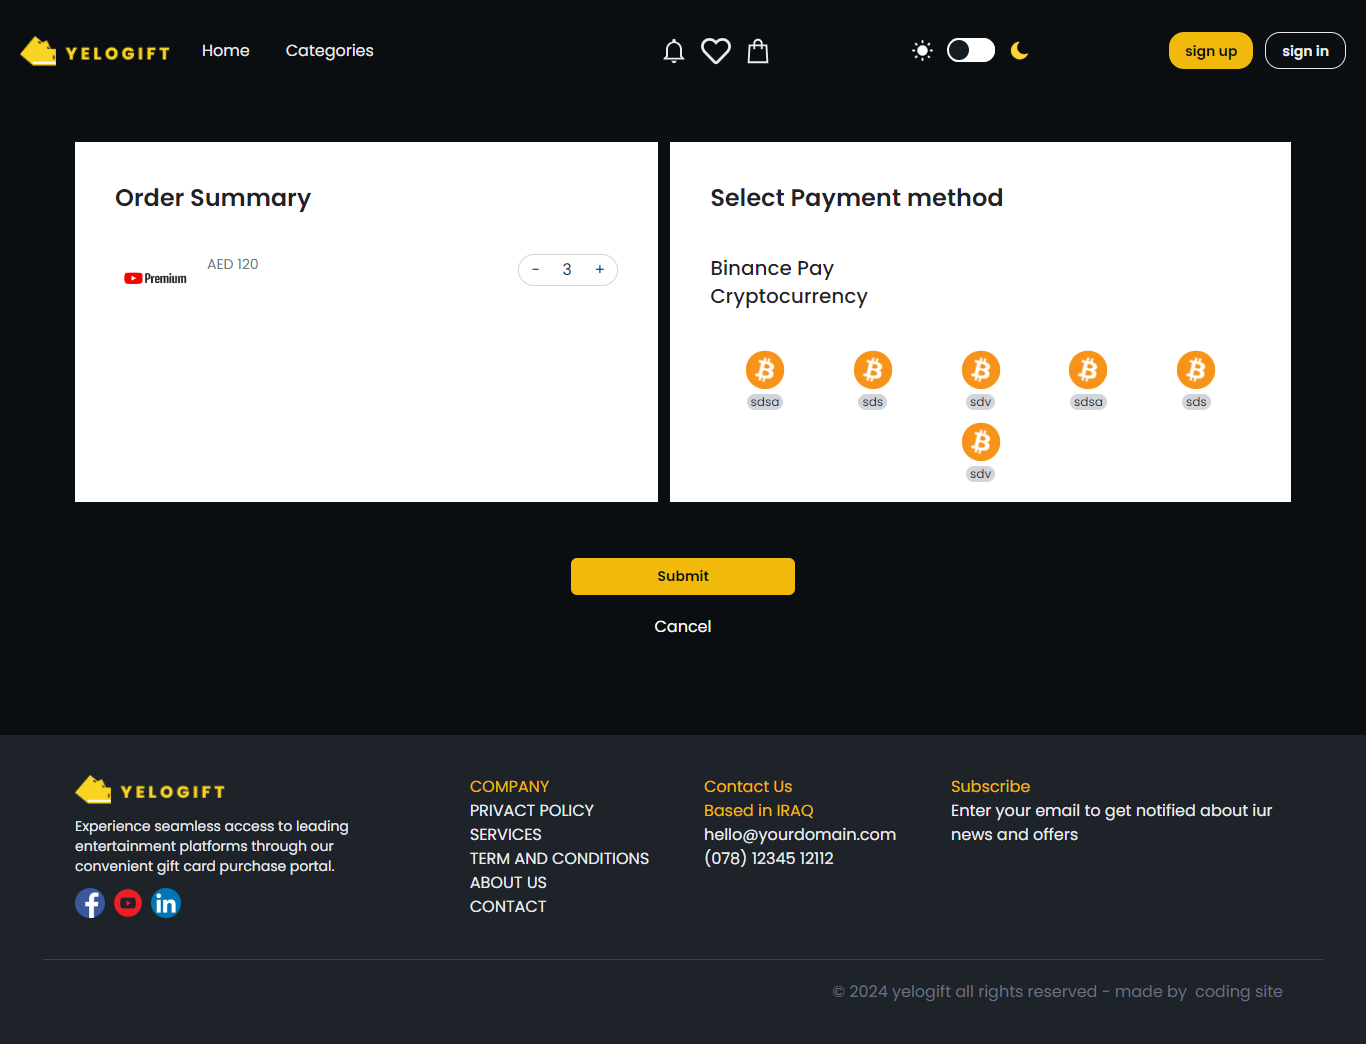 YELOGIFT
Home
Categories
sign up
sign in
Order Summary
Premium
AED 120
- 3 +
Select Payment method
Binance Pay
Cryptocurrency
sdsa
sds
sdv
sdsa
sds
sdv
Submit
Cancel
YELOGIFT
Experience seamless access to leading
entertainment platforms through our
convenient gift card purchase portal.
COMPANY
PRIVACT POLICY
SERVICES
TERM AND CONDITIONS
ABOUT US
CONTACT
Contact Us
Based in IRAQ
hello@yourdomain.com
(078) 12345 12112
Subscribe
Enter your email to get notified about iur
news and offers
© 2024 yelogift all rights reserved - made by coding site